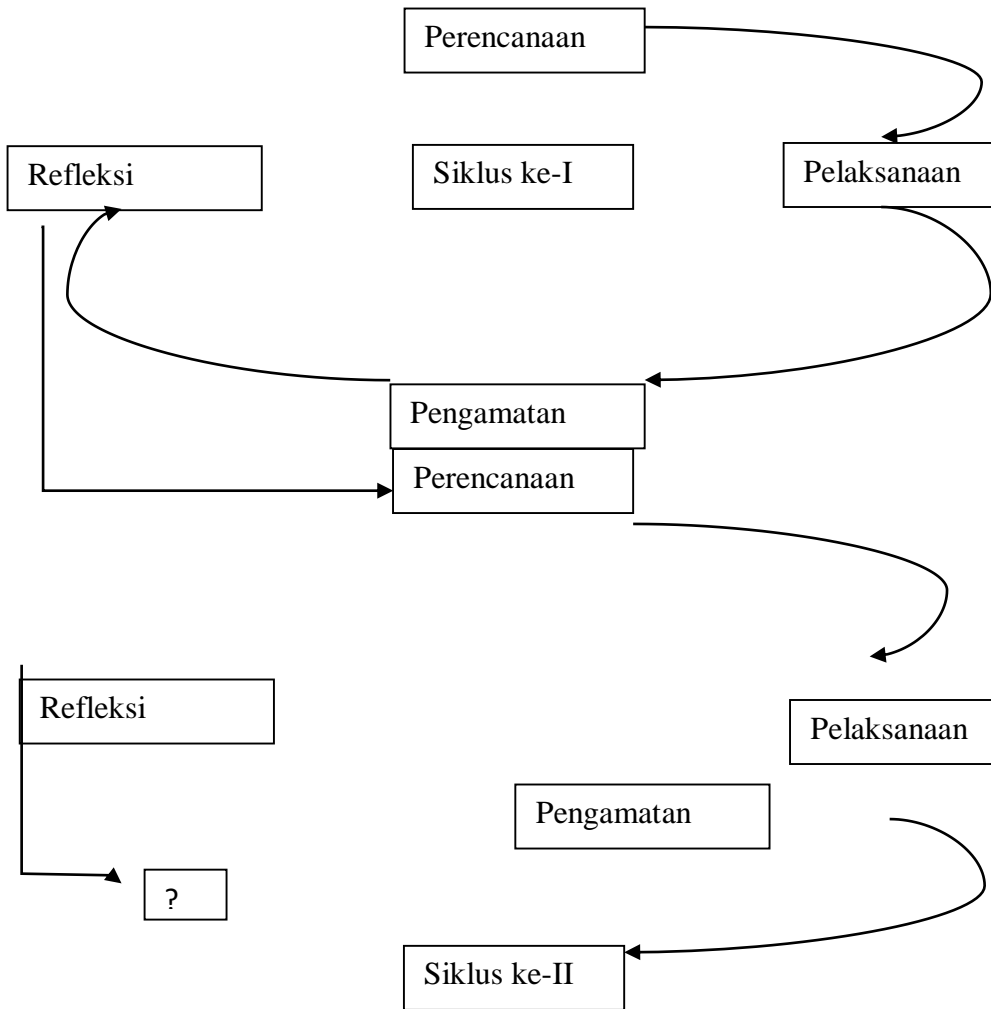 Perencanaan
Refleksi
Siklus ke-I
Pelaksanaan
Pengamatan
Perencanaan
Refleksi
Pelaksanaan
Pengamatan
?
Siklus ke-II